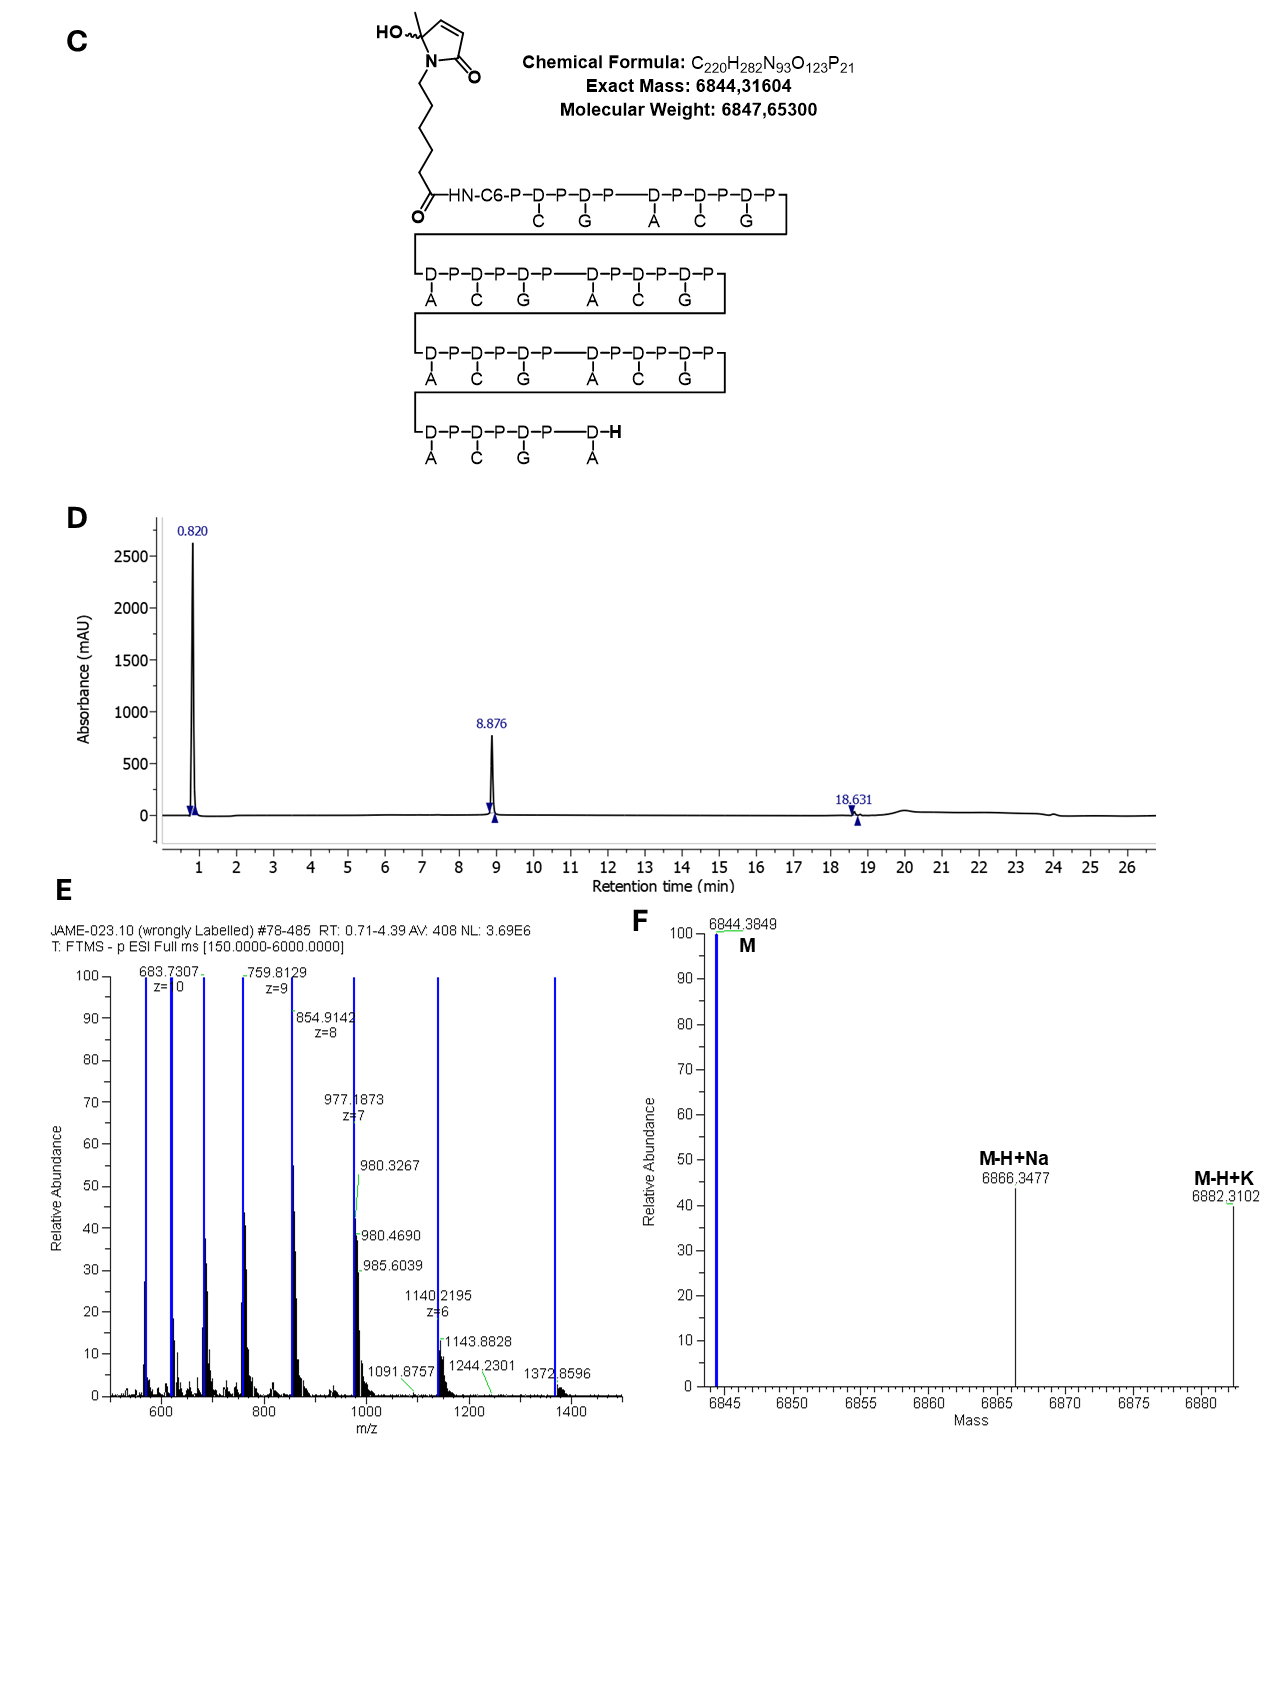 C
HO
N
O
Chemical Formula: C220H282N93O123P21
Exact Mass: 6844,31604
Molecular Weight: 6847,65300
O
HN-C6-P-D-P-D-P-D-P-D-P-D-P
C G A C G
D-P-D-P-D-P-D-P-D-P-D-P
A C G A C G
D-P-D-P-D-P-D-P-D-P-D-P
A C G A C G
D-P-D-P-D-P-D-H
A C G A
D
0.820
8.876
18.631
2500
2000
1500
1000
500
0
Absorbance (mAU)
1 2 3 4 5 6 7 8 9 10 11 12 13 14 15 16 17 18 19 20 21 22 23 24 25 26
Retention time (min)
E
JAME-023.10 (wrongly Labelled) #78-485 RT: 0.71-4.39 AV: 408 NL: 3.69E6
T: FTMS - p ESI Full ms [150.0000-6000.0000]
683.7307
z=10
759.8129
z=9
854.9142
z=8
977.1873
z=7
980.3267
980.4690
985.6039
1140.2195
z=6
1143.8828
1091.8757
1244.2301
1372.8596
100
90
80
70
60
50
40
30
20
10
0
Relative Abundance
600 800 1000 1200 1400
m/z
F
6844.3849
M
M-H+Na
6866.3477
M-H+K
6882.3102
100
90
80
70
60
50
40
30
20
10
0
Relative Abundance
6845 6850 6855 6860 6865 6870 6875 6880
Mass